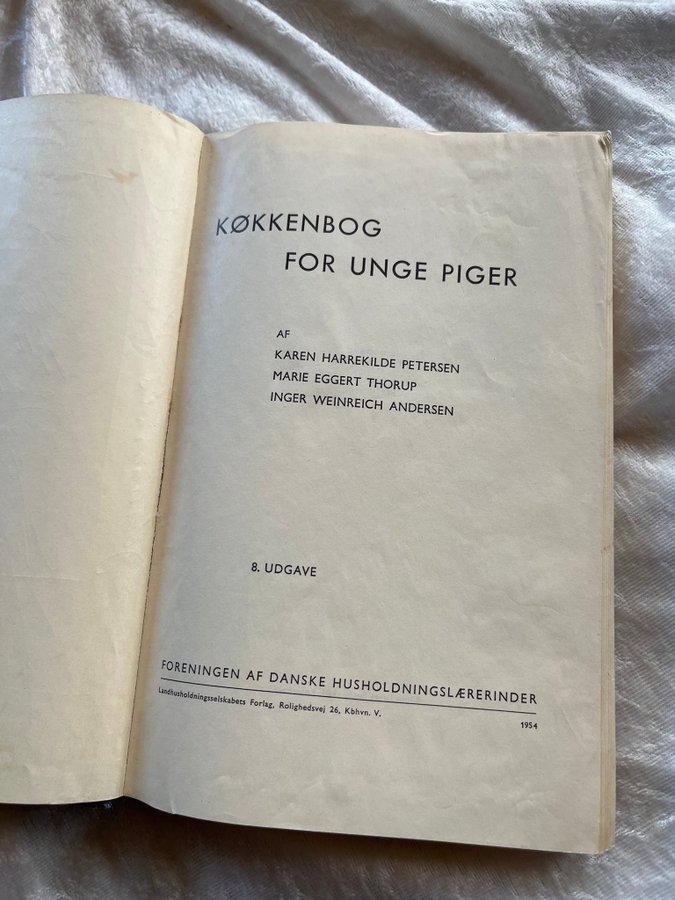 KØKKENBOG
FOR UNGE PIGER
AF
KAREN HARREKILDE PETERSEN
MARIE EGGERT THORUP
INGER WEINREICH ANDERSEN
8. UDGAVE
FORENINGEN AF DANSKE HUSHOLDNINGSLÆRERINDER
Landhusholdningsselskabets Forlag, Rolighedsvej 26, Kbhvn. V.
1954